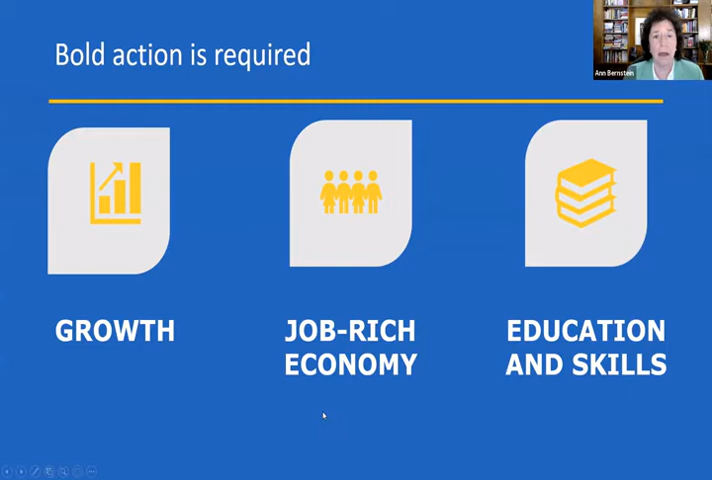 Bold action is required
Ann Bernstein
GROWTH
JOB-RICH
ECONOMY
EDUCATION
AND SKILLS